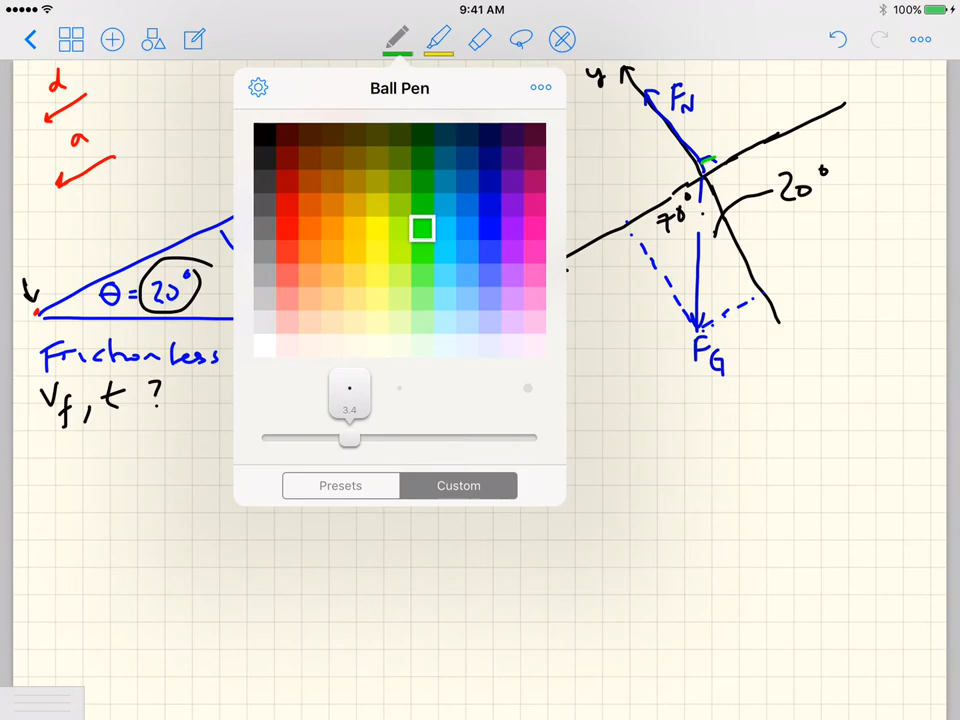 9:41 AM
100%
Ball Pen
3.4
Presets
Custom
d
a
θ = 20°
Frictionless
Vf, t ?
y
FN
70°
20°
FG